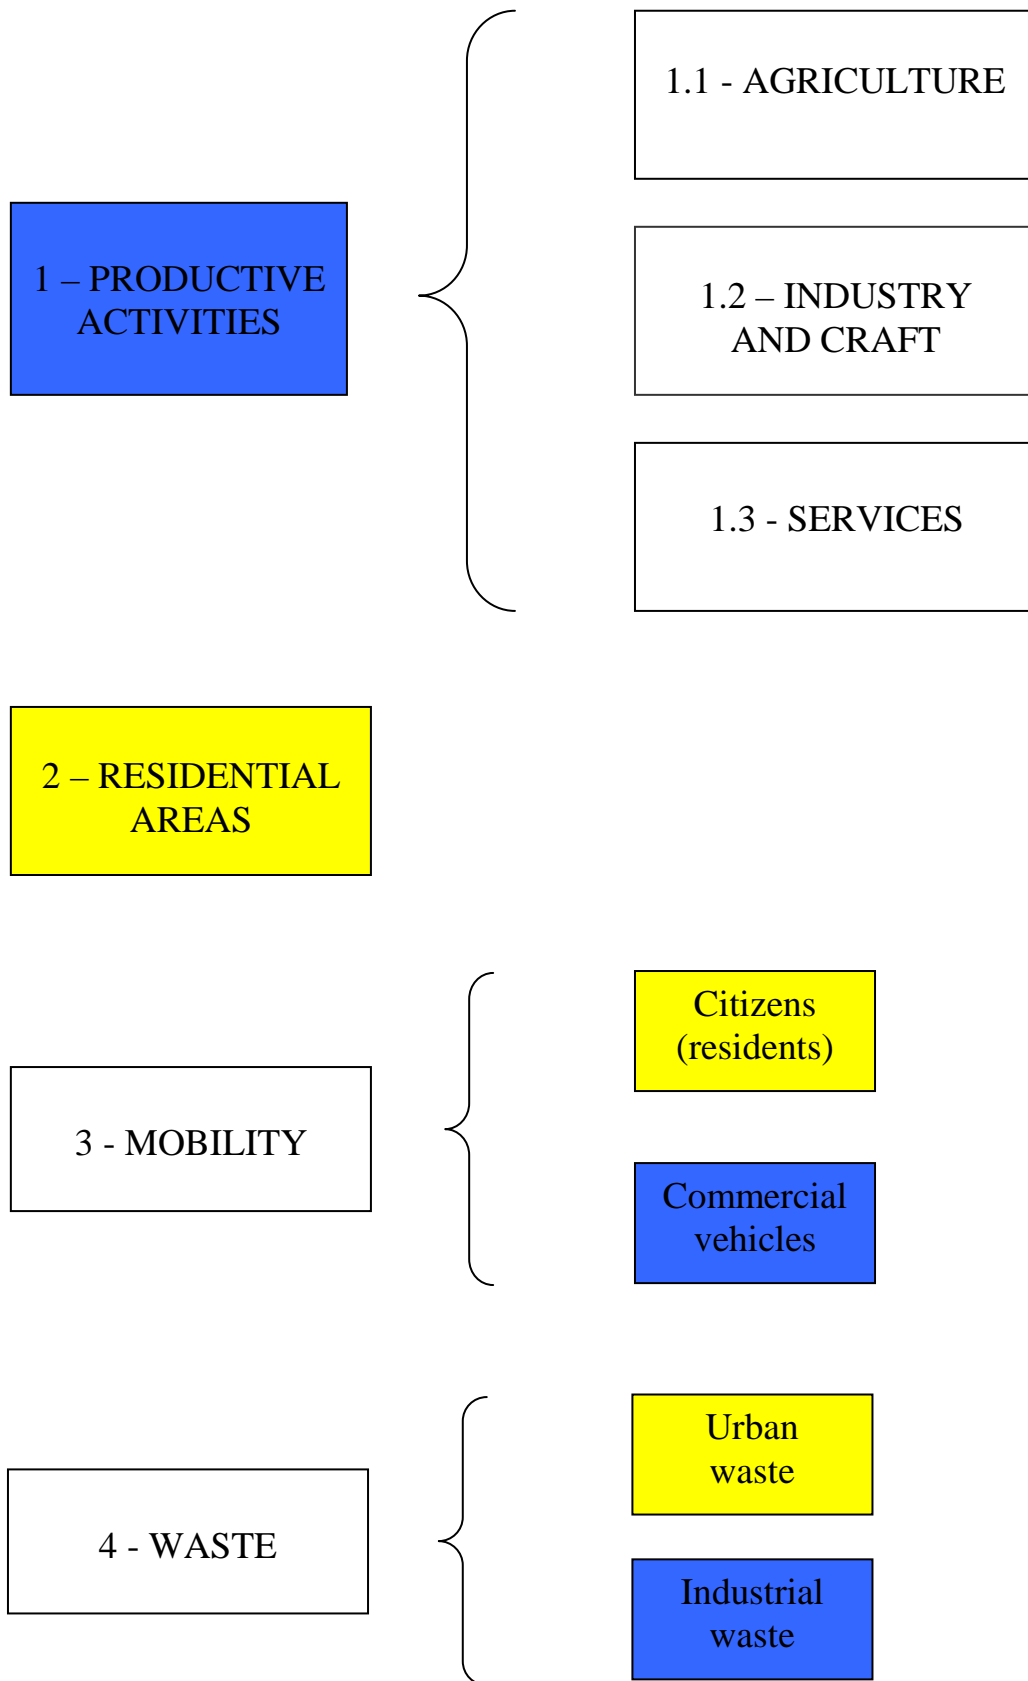 1.1 - AGRICULTURE
1 – PRODUCTIVE
ACTIVITIES
1.2 – INDUSTRY
AND CRAFT
1.3 - SERVICES
2 – RESIDENTIAL
AREAS
3 - MOBILITY
Citizens
(residents)
Commercial
vehicles
4 - WASTE
Urban
waste
Industrial
waste